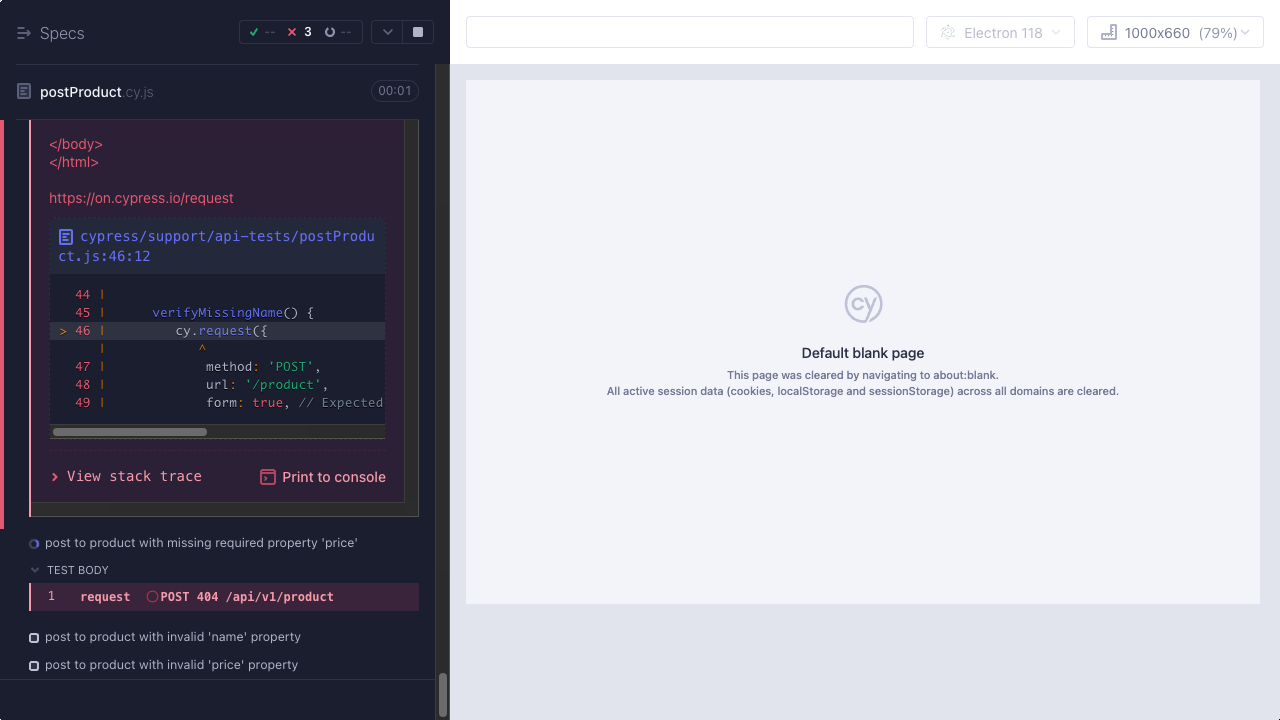 Specs
--
3
--
postProduct.cy.js
00:01
</body>
</html>
https://on.cypress.io/request
cypress/support/api-tests/postProdu
ct.js:46:12
44 |
45 | verifyMissingName() {
> 46 | cy.request({
| ^
47 | method: 'POST',
48 | url: '/product',
49 | form: true, // Expected
View stack trace
Print to console
post to product with missing required property 'price'
TEST BODY
1 request POST 404 /api/v1/product
post to product with invalid 'name' property
post to product with invalid 'price' property
Electron 118
1000x660 (79%)
cy
Default blank page
This page was cleared by navigating to about:blank.
All active session data (cookies, localStorage and sessionStorage) across all domains are cleared.